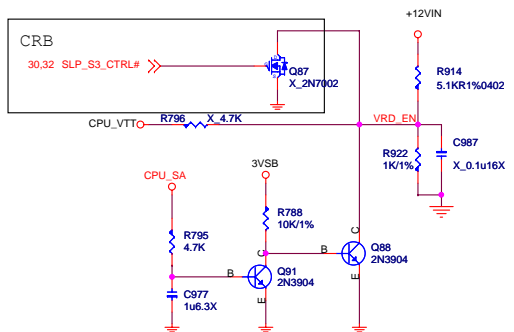 +12VIN
CRB
30,32 SLP_S3_CTRL#
Q87
X_2N7002
R914
5.1KR1%0402
CPU_VTT
R796
X_4.7K
VRD_EN
C987
X_0.1u16X
R922
1K/1%
CPU_SA
3VSB
R788
10K/1%
R795
4.7K
C
B
Q88
2N3904
E
C
B
Q91
2N3904
E
C977
1u6.3X